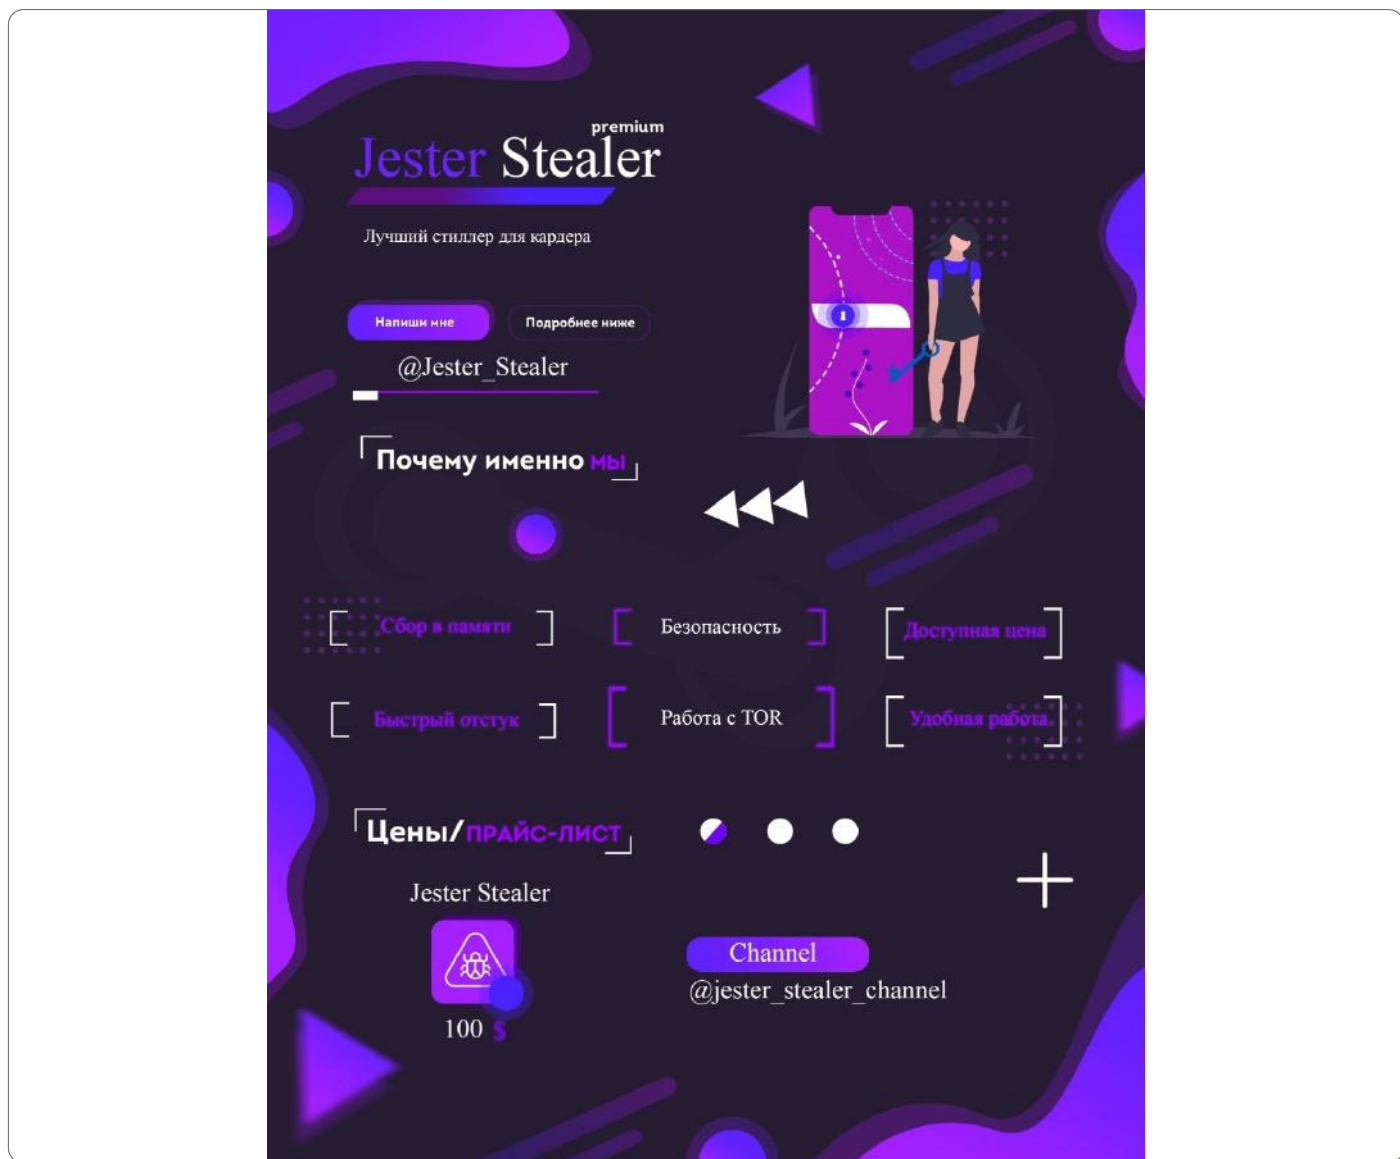 premium
Jester Stealer
Лучший стиллер для кардера
Напиши мне
Подробнее ниже
@Jester_Stealer
Почему именно мы
Сбор в памяти
Безопасность
Доступная цена
Быстрый отстук
Работа с TOR
Удобная работа
Цены/ПРАЙС-ЛИСТ
Jester Stealer
100 $
Channel
@jester_stealer_channel